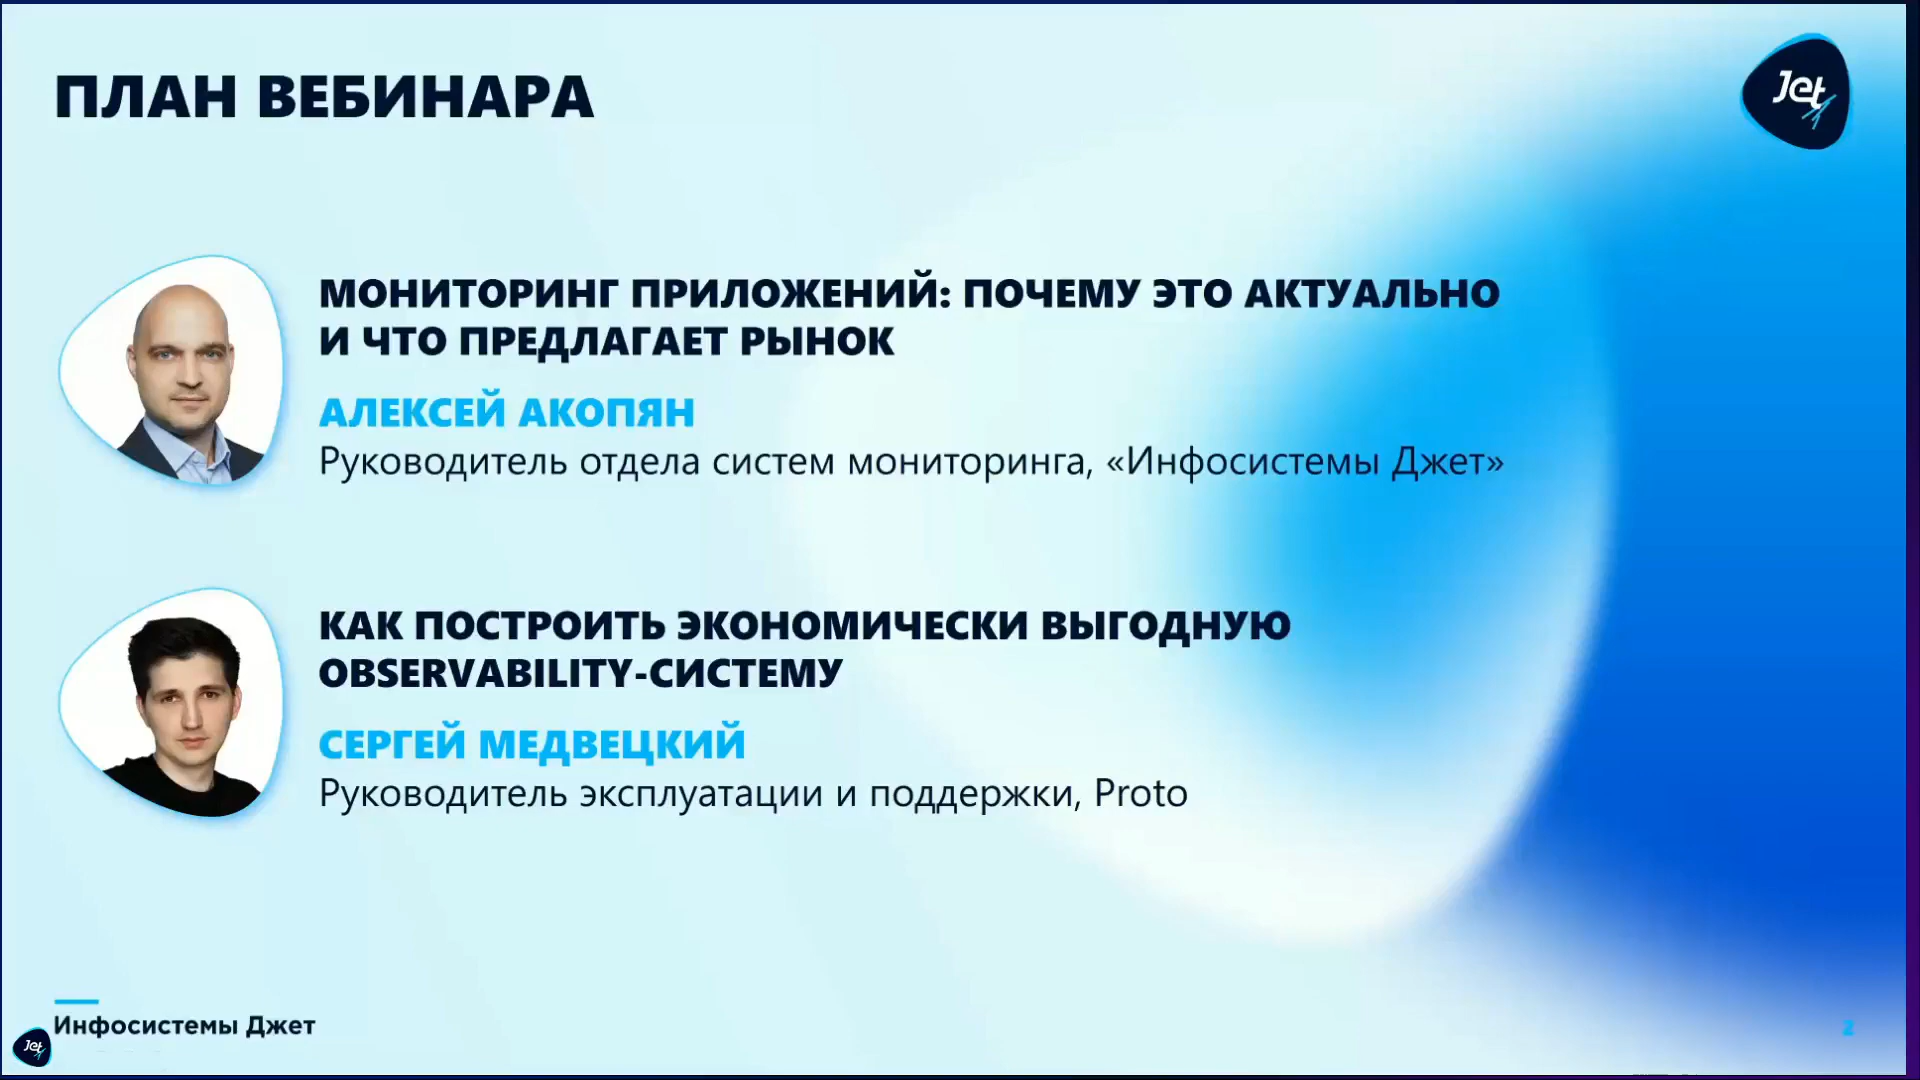 ПЛАН ВЕБИНАРА
Jet
МОНИТОРИНГ ПРИЛОЖЕНИЙ: ПОЧЕМУ ЭТО АКТУАЛЬНО
И ЧТО ПРЕДЛАГАЕТ РЫНОК
АЛЕКСЕЙ АКОПЯН
Руководитель отдела систем мониторинга, «Инфосистемы Джет»
КАК ПОСТРОИТЬ ЭКОНОМИЧЕСКИ ВЫГОДНУЮ
OBSERVABILITY-СИСТЕМУ
СЕРГЕЙ МЕДВЕЦКИЙ
Руководитель эксплуатации и поддержки, Proto
Инфосистемы Джет
Jet
2